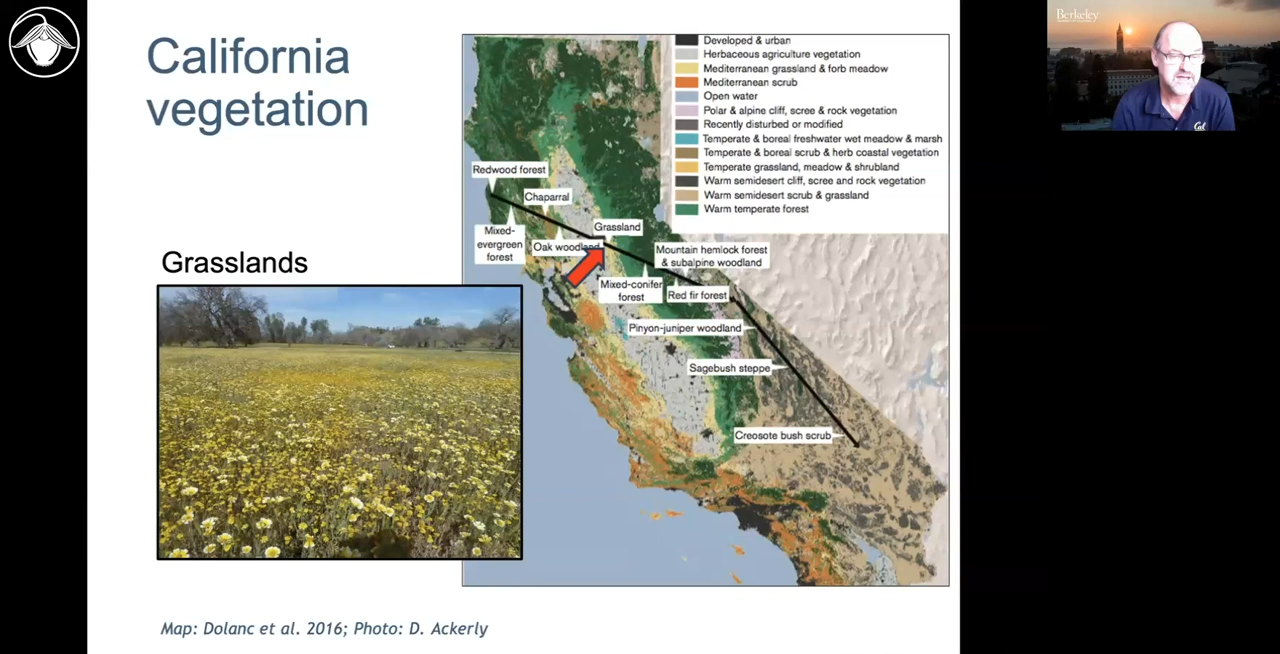 California
vegetation
Grasslands
Map: Dolanc et al. 2016; Photo: D. Ackerly
Developed & urban
Herbaceous agriculture vegetation
Mediterranean grassland & forb meadow
Mediterranean scrub
Open water
Polar & alpine cliff, scree & rock vegetation
Recently disturbed or modified
Temperate & boreal freshwater wet meadow & marsh
Temperate & boreal scrub & herb coastal vegetation
Temperate grassland, meadow & shrubland
Warm semidesert cliff, scree and rock vegetation
Warm semidesert scrub & grassland
Warm temperate forest
Redwood forest
Chaparral
Mixed-
evergreen
forest
Oak woodland
Grassland
Mountain hemlock forest
& subalpine woodland
Mixed-conifer
forest
Red fir forest
Pinyon-juniper woodland
Sagebush steppe
Creosote bush scrub
Berkeley
Cal